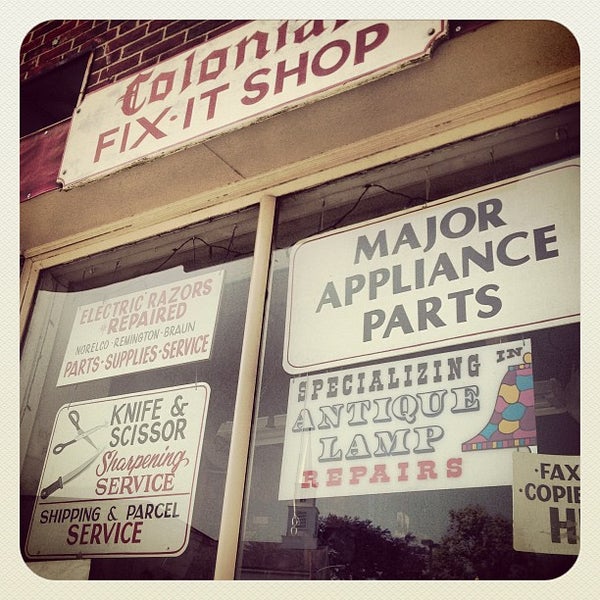 Colonial
FIX-IT SHOP
ELECTRIC RAZORS
REPAIRED
NORELCO-REMINGTON-BRAUN
PARTS-SUPPLIES-SERVICE
KNIFE &
SCISSOR
Sharpening
SERVICE
SHIPPING & PARCEL
SERVICE
MAJOR
APPLIANCE
PARTS
SPECIALIZING IN
ANTIQUE
LAMP
REPAIRS
·FAX
·COPIE
H